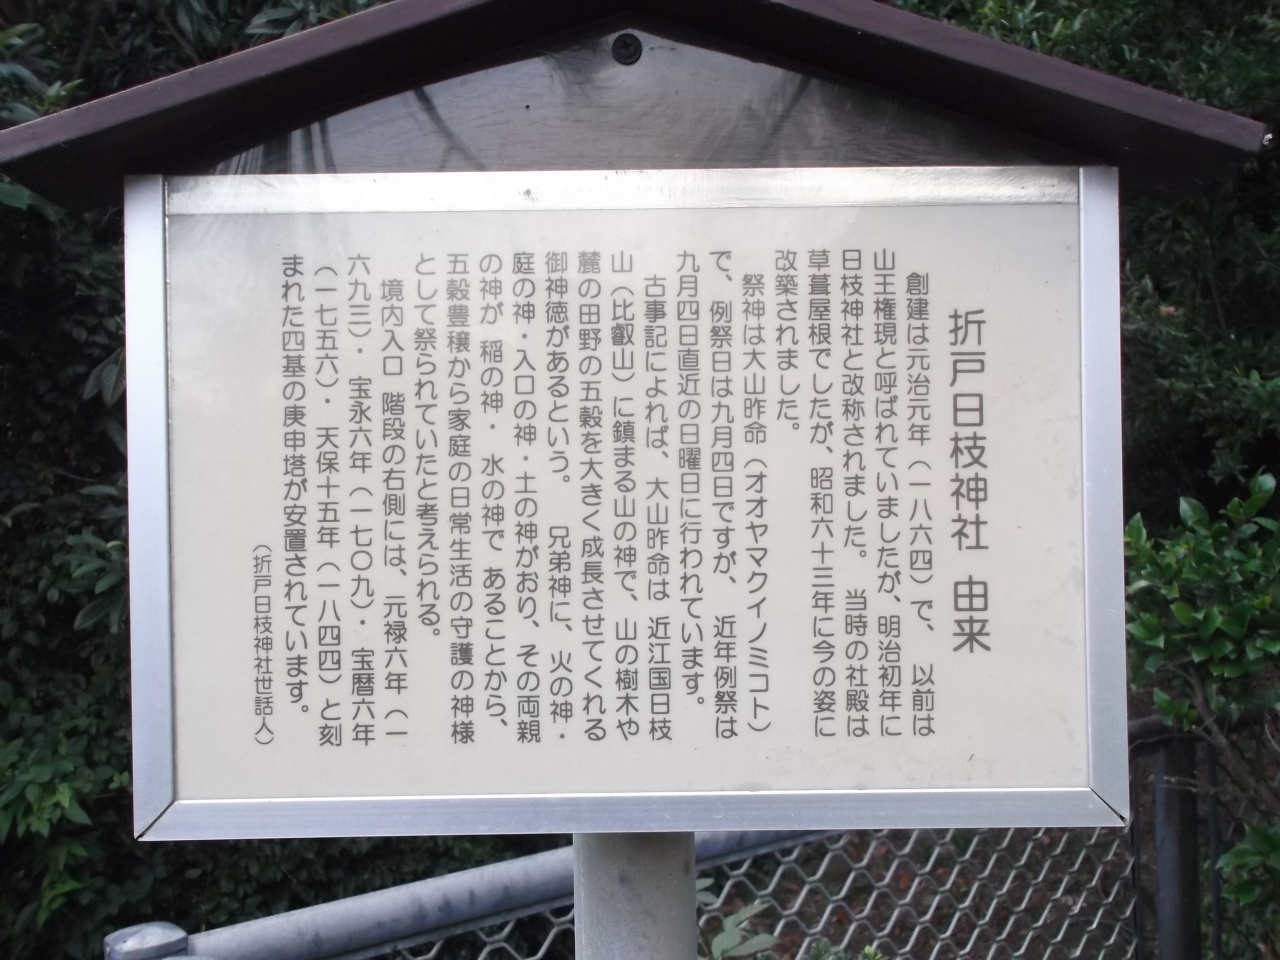 折戸日枝神社 由来
創建は元治元年（一八六四）で、 以前は
山王権現と呼ばれていましたが、明治初年に
日枝神社と改称されました。 当時の社殿は
草葺屋根でしたが、昭和六十三年に今の姿に
改築されました。
祭神は大山昨命（オオヤマクイノミコト）
で、例祭日は九月四日ですが、 近年例祭は
九月四日直近の日曜日に行われています。
古事記によれば、大山昨命は 近江国日枝
山（比叡山）に鎮まる山の神で、山の樹木や
麓の田野の五穀を大きく成長させてくれる
御神徳があるという。 兄弟神に、火の神・
庭の神・入口の神・土の神がおり、その両親
の神が 稲の神・ 水の神で あることから、
五穀豊穣から家庭の日常生活の守護の神様
として祭られていたと考えられる。
境内入口 階段の右側には、元禄六年（一
六九三）・宝永六年（一七〇九）・宝暦六年
（一七五六）・ 天保十五年（一八四四）と刻
まれた四基の庚申塔が安置されています。
（折戸日枝神社世話人）